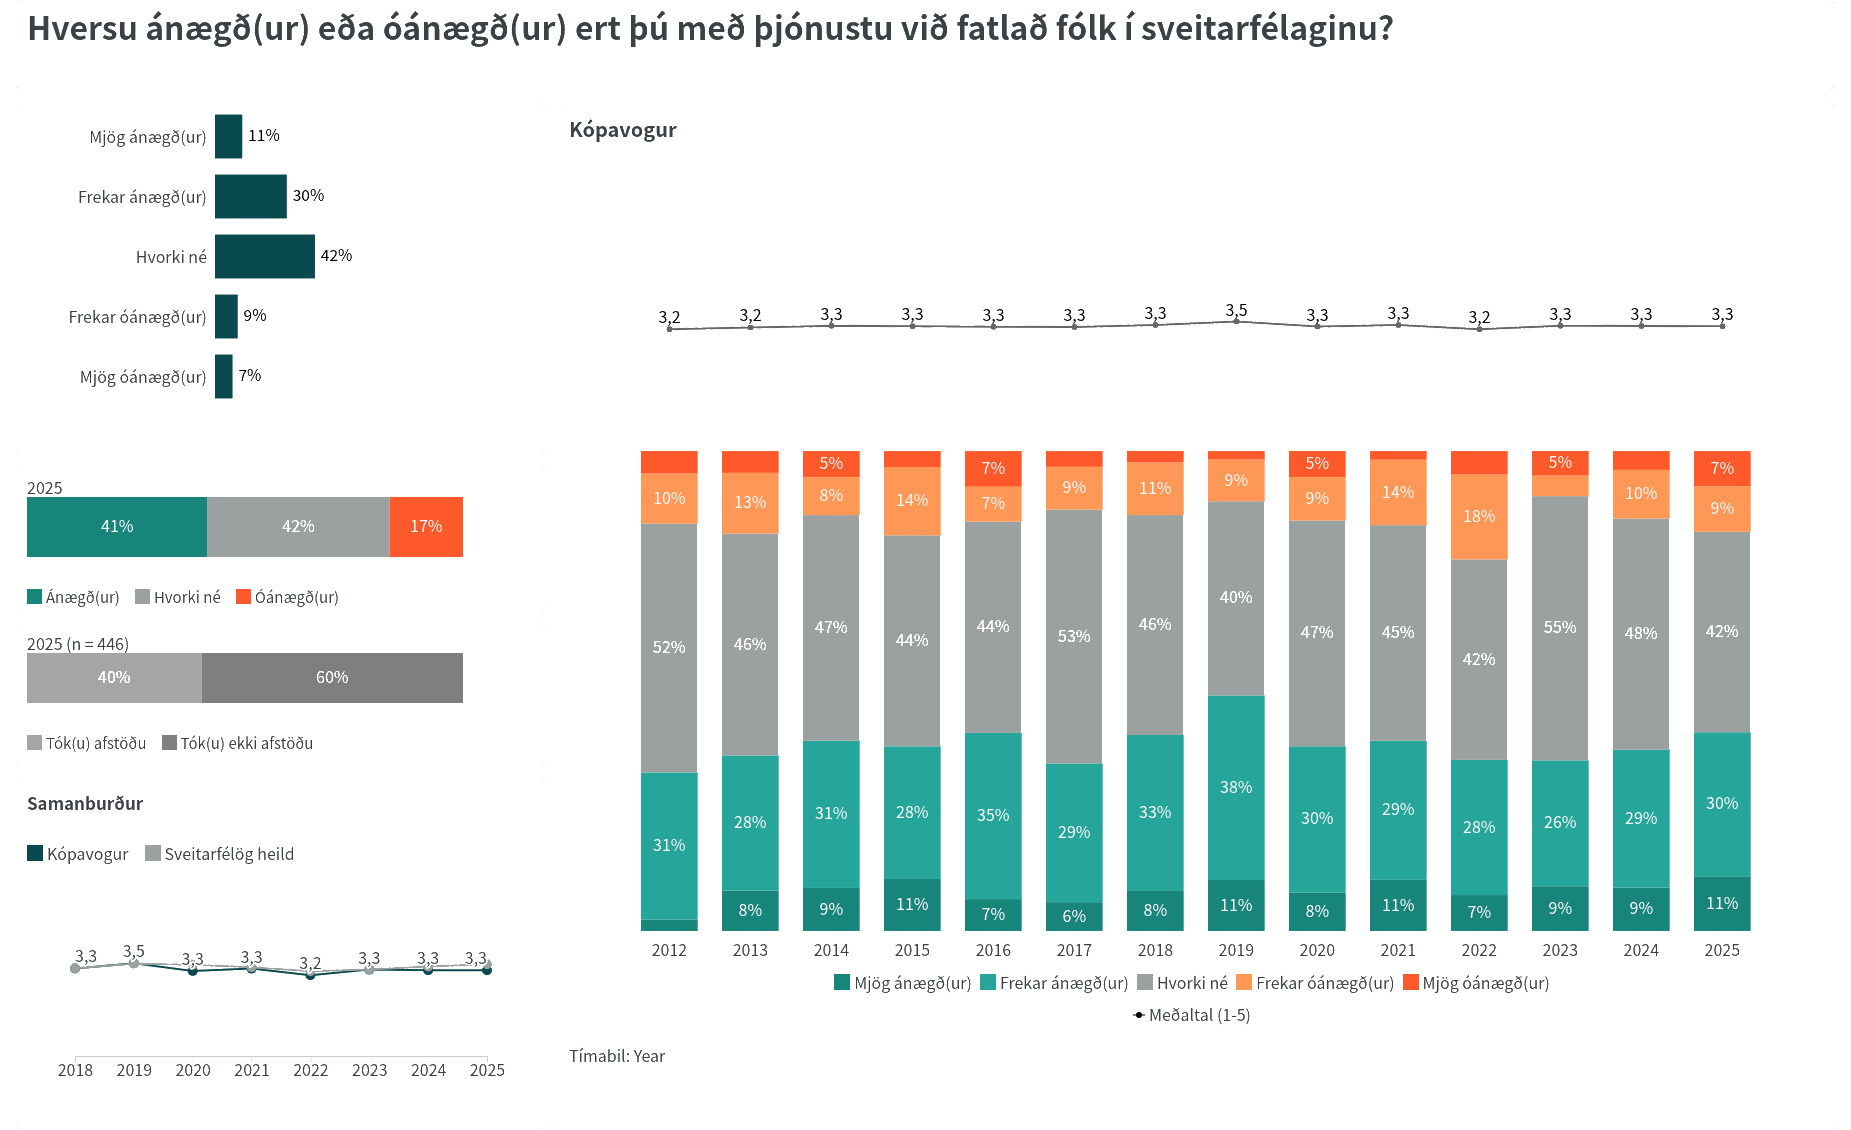 Hversu ánægð(ur) eða óánægð(ur) ert þú með þjónustu við fatlað fólk í sveitarfélaginu?
Mjög ánægð(ur) 11%
Frekar ánægð(ur) 30%
Hvorki né 42%
Frekar óánægð(ur) 9%
Mjög óánægð(ur) 7%
2025
41% 42% 17%
Ánægð(ur) Hvorki né Óánægð(ur)
2025 (n = 446)
40% 60%
Tók(u) afstöðu Tók(u) ekki afstöðu
Samanburður
Kópavogur Sveitarfélög heild
3,3 3,5 3,3 3,3 3,2 3,3 3,3 3,3
2018 2019 2020 2021 2022 2023 2024 2025
Kópavogur
3,2 3,2 3,3 3,3 3,3 3,3 3,3 3,5 3,3 3,3 3,2 3,3 3,3 3,3
5% 7% 5% 5% 7%
10% 13% 8% 14% 7% 9% 11% 9% 9% 14% 18% 10% 9%
52% 46% 47% 44% 44% 53% 46% 40% 47% 45% 42% 55% 48% 42%
31% 28% 31% 28% 35% 29% 33% 38% 30% 29% 28% 26% 29% 30%
8% 9% 11% 7% 6% 8% 11% 8% 11% 7% 9% 9% 11%
2012 2013 2014 2015 2016 2017 2018 2019 2020 2021 2022 2023 2024 2025
Mjög ánægð(ur) Frekar ánægð(ur) Hvorki né Frekar óánægð(ur) Mjög óánægð(ur)
Meðaltal (1-5)
Tímabil: Year